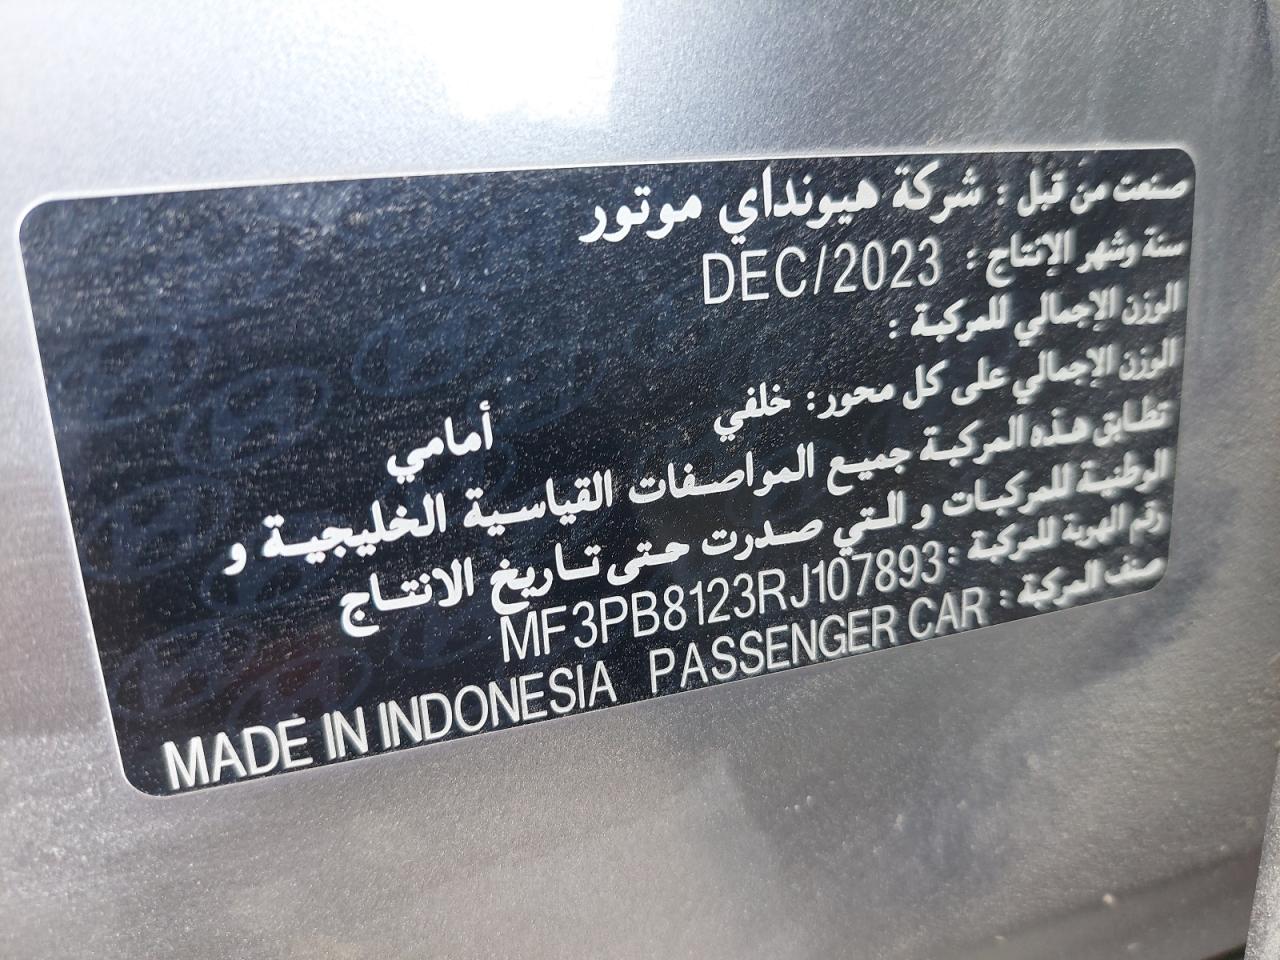 صنعت من قبل : شركة هيونداي موتور
سنة وشهر الإنتاج : DEC/2023
الوزن الإجمالي للمركبة :
الوزن الإجمالي على كل محور: خلفي أمامي
تطابق هذه المركبة جميع المواصفات القياسية الخليجية و
الوطنية للمركبات و التي صدرت حتى تاريخ الانتاج
رقم الهوية للمركبة : MF3PB8123RJ107893
صنف المركبة : PASSENGER CAR MADE IN INDONESIA